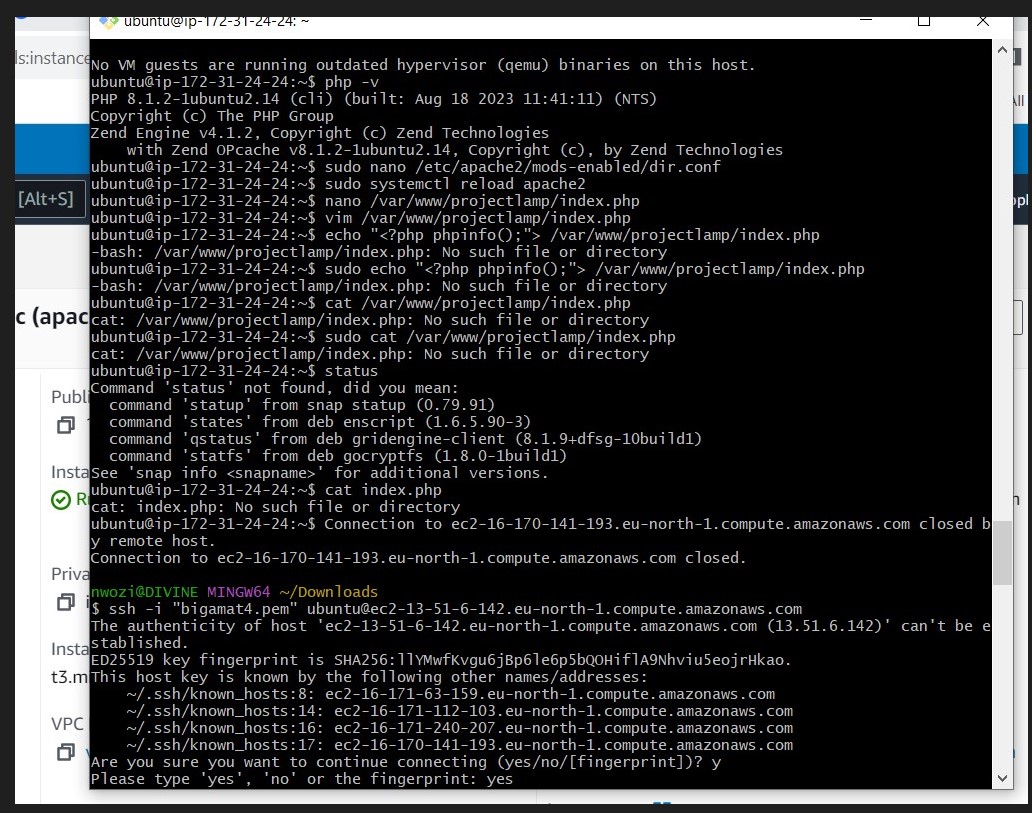 ubuntu@ip-172-31-24-24: ~
ls:instance
[Alt+S]
c (apac
Publi
Insta
Priva
Insta
t3.m
VPC
No VM guests are running outdated hypervisor (qemu) binaries on this host.
ubuntu@ip-172-31-24-24:~$ php -v
PHP 8.1.2-1ubuntu2.14 (cli) (built: Aug 18 2023 11:41:11) (NTS)
Copyright (c) The PHP Group
Zend Engine v4.1.2, Copyright (c) Zend Technologies
    with Zend OPcache v8.1.2-1ubuntu2.14, Copyright (c), by Zend Technologies
ubuntu@ip-172-31-24-24:~$ sudo nano /etc/apache2/mods-enabled/dir.conf
ubuntu@ip-172-31-24-24:~$ sudo systemctl reload apache2
ubuntu@ip-172-31-24-24:~$ nano /var/www/projectlamp/index.php
ubuntu@ip-172-31-24-24:~$ vim /var/www/projectlamp/index.php
ubuntu@ip-172-31-24-24:~$ echo "<?php phpinfo();"> /var/www/projectlamp/index.php
-bash: /var/www/projectlamp/index.php: No such file or directory
ubuntu@ip-172-31-24-24:~$ sudo echo "<?php phpinfo();"> /var/www/projectlamp/index.php
-bash: /var/www/projectlamp/index.php: No such file or directory
ubuntu@ip-172-31-24-24:~$ cat /var/www/projectlamp/index.php
cat: /var/www/projectlamp/index.php: No such file or directory
ubuntu@ip-172-31-24-24:~$ sudo cat /var/www/projectlamp/index.php
cat: /var/www/projectlamp/index.php: No such file or directory
ubuntu@ip-172-31-24-24:~$ status
Command 'status' not found, did you mean:
  command 'statup' from snap statup (0.79.91)
  command 'states' from deb enscript (1.6.5.90-3)
  command 'qstatus' from deb gridengine-client (8.1.9+dfsg-10build1)
  command 'statfs' from deb gocryptfs (1.8.0-1build1)
See 'snap info <snapname>' for additional versions.
ubuntu@ip-172-31-24-24:~$ cat index.php
cat: index.php: No such file or directory
ubuntu@ip-172-31-24-24:~$ Connection to ec2-16-170-141-193.eu-north-1.compute.amazonaws.com closed b
y remote host.
Connection to ec2-16-170-141-193.eu-north-1.compute.amazonaws.com closed.
nwozi@DIVINE MINGW64 ~/Downloads
$ ssh -i "bigamat4.pem" ubuntu@ec2-13-51-6-142.eu-north-1.compute.amazonaws.com
The authenticity of host 'ec2-13-51-6-142.eu-north-1.compute.amazonaws.com (13.51.6.142)' can't be e
stablished.
ED25519 key fingerprint is SHA256:llYMwfKvgu6jBp6le6p5bQOHiflA9Nhviu5eojrHkao.
This host key is known by the following other names/addresses:
    ~/.ssh/known_hosts:8: ec2-16-171-63-159.eu-north-1.compute.amazonaws.com
    ~/.ssh/known_hosts:14: ec2-16-171-112-103.eu-north-1.compute.amazonaws.com
    ~/.ssh/known_hosts:16: ec2-16-171-240-207.eu-north-1.compute.amazonaws.com
    ~/.ssh/known_hosts:17: ec2-16-170-141-193.eu-north-1.compute.amazonaws.com
Are you sure you want to continue connecting (yes/no/[fingerprint])? y
Please type 'yes', 'no' or the fingerprint: yes